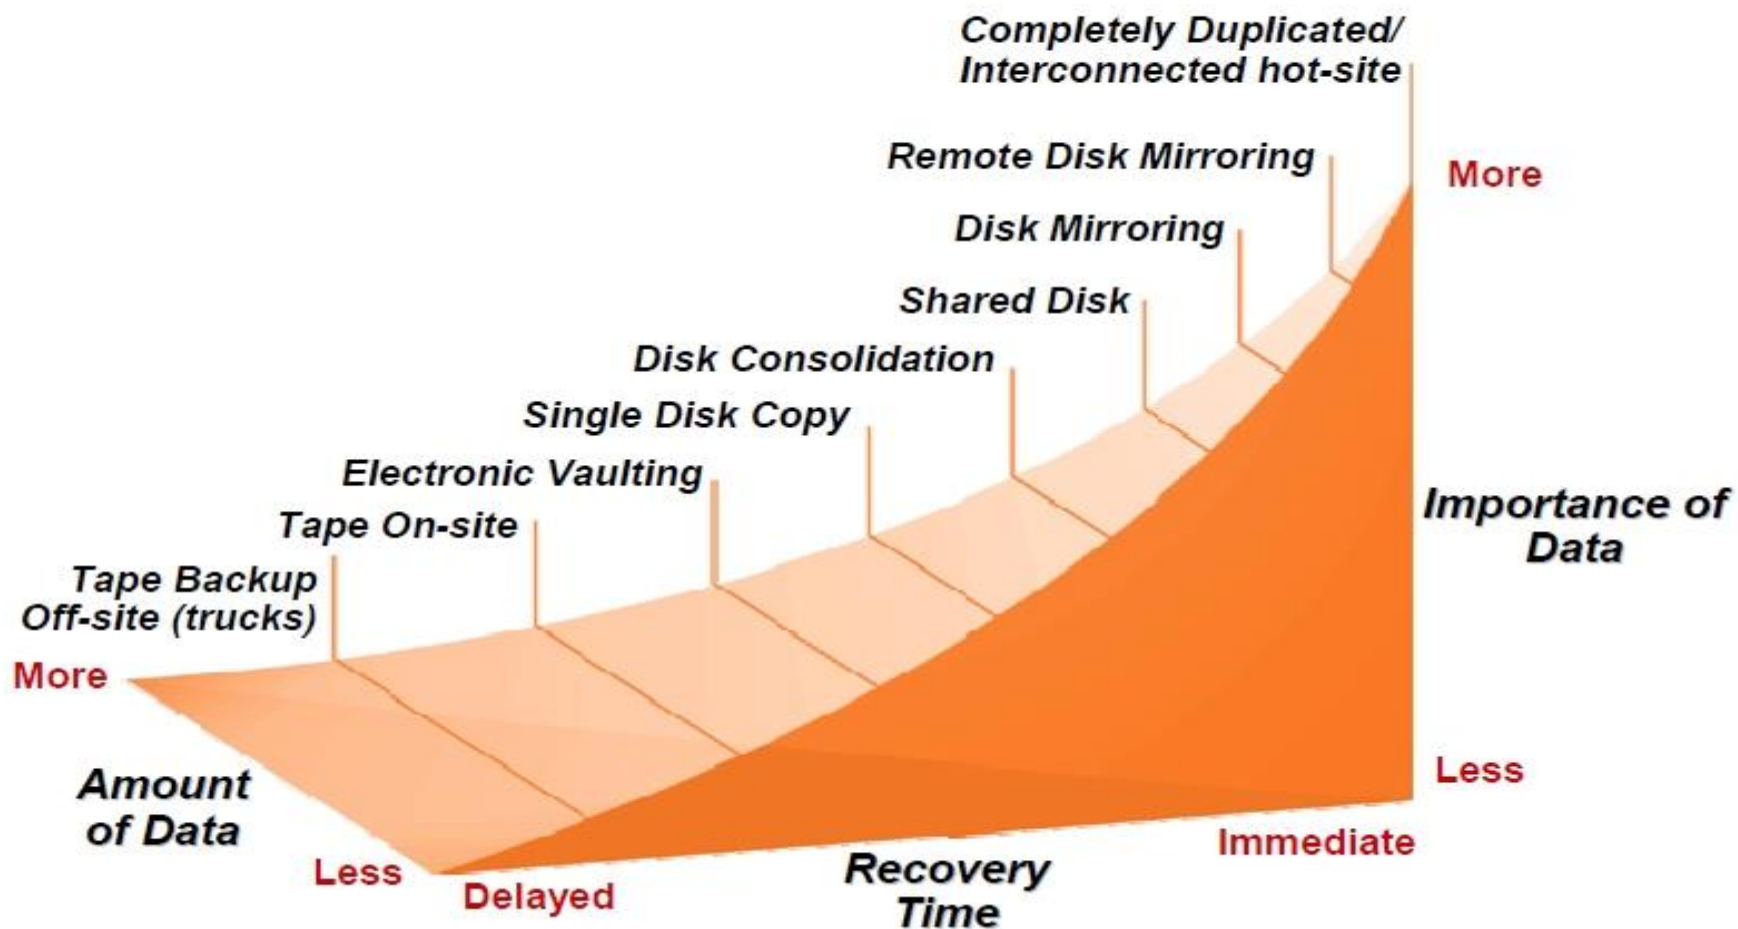 Completely Duplicated/
Interconnected hot-site
Remote Disk Mirroring
More
Disk Mirroring
Shared Disk
Disk Consolidation
Single Disk Copy
Electronic Vaulting
Importance of
Data
Tape On-site
Tape Backup
Off-site (trucks)
More
Amount
of Data
Less
Less
Delayed
Recovery
Time
Immediate